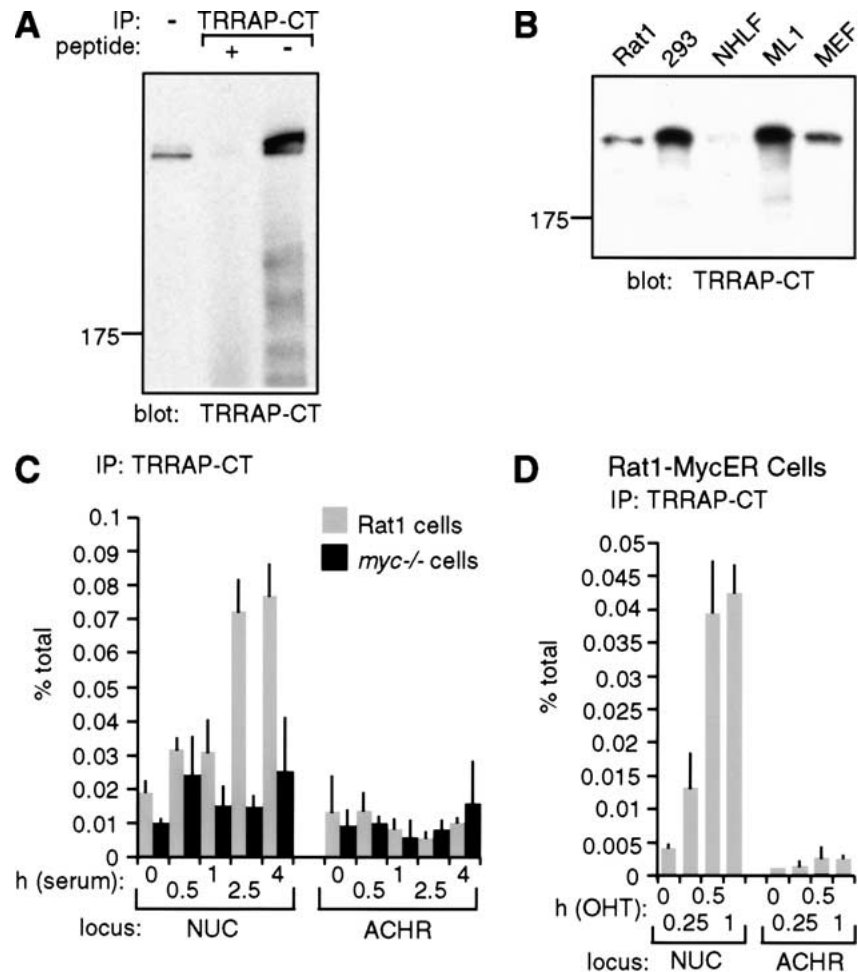 A
IP: - TRRAP-CT
peptide: + -
175
blot: TRRAP-CT
B
Rat1 293 NHLF ML1 MEF
175
blot: TRRAP-CT
C
IP: TRRAP-CT
0.1
0.09
0.08
0.07
0.06
0.05
0.04
0.03
0.02
0.01
0
% total
Rat1 cells
myc-/- cells
h (serum): 0 0.5 1 2.5 4 0 0.5 1 2.5 4
locus: NUC ACHR
D
Rat1-MycER Cells
IP: TRRAP-CT
0.05
0.045
0.04
0.035
0.03
0.025
0.02
0.015
0.01
0.005
0
% total
h (OHT): 0 0.25 0.5 1 0 0.25 0.5 1
locus: NUC ACHR